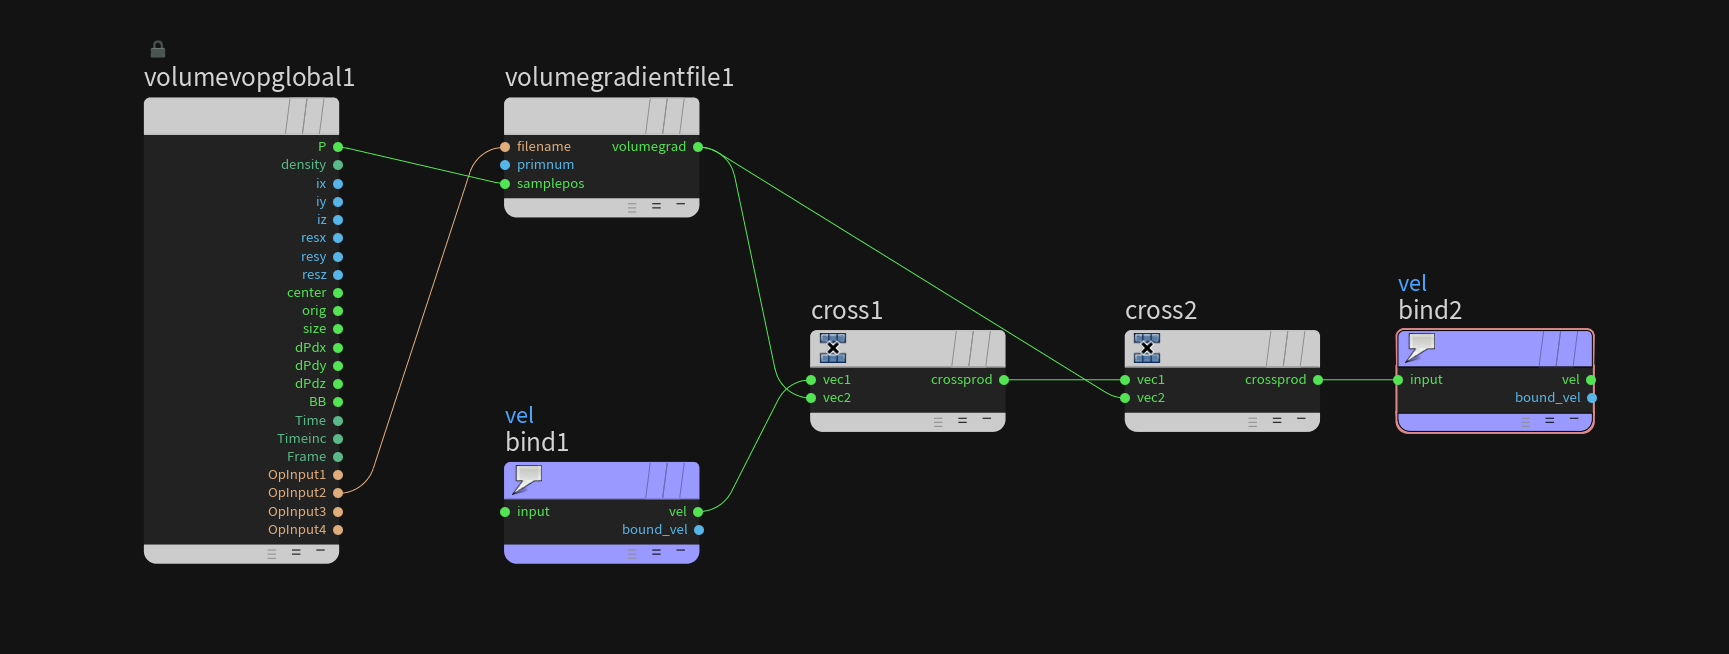 volumevopglobal1
P
density
ix
iy
iz
resx
resy
resz
center
orig
size
dPdx
dPdy
dPdz
BB
Time
Timeinc
Frame
OpInput1
OpInput2
OpInput3
OpInput4
volumegradientfile1
filename volumegrad
primnum
samplepos
vel
bind1
input vel
bound_vel
cross1
vec1 crossprod
vec2
cross2
vec1 crossprod
vec2
vel
bind2
input vel
bound_vel